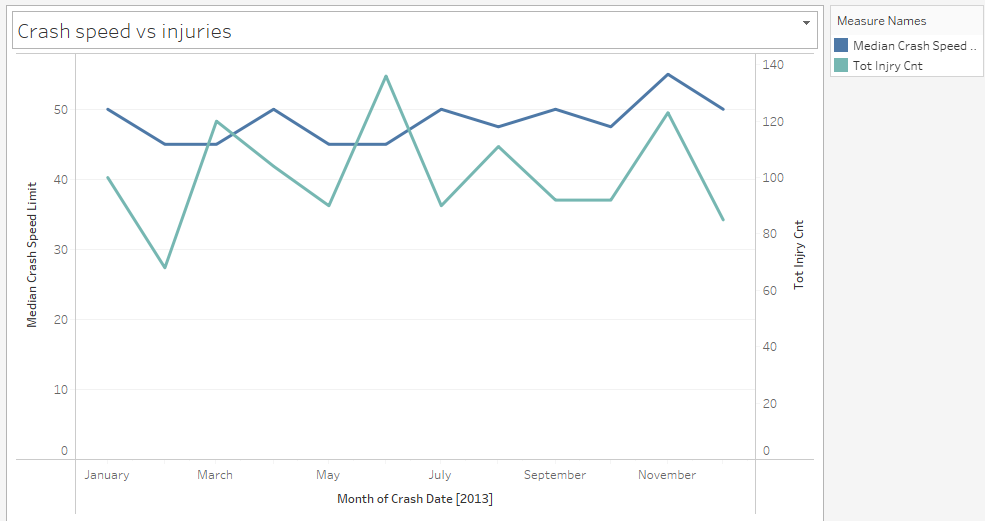 Crash speed vs injuries
Measure Names
Median Crash Speed ..
Tot Injry Cnt
Median Crash Speed Limit
50
40
30
20
10
0
140
120
100
80
60
40
20
0
Tot Injry Cnt
January
March
May
July
September
November
Month of Crash Date [2013]